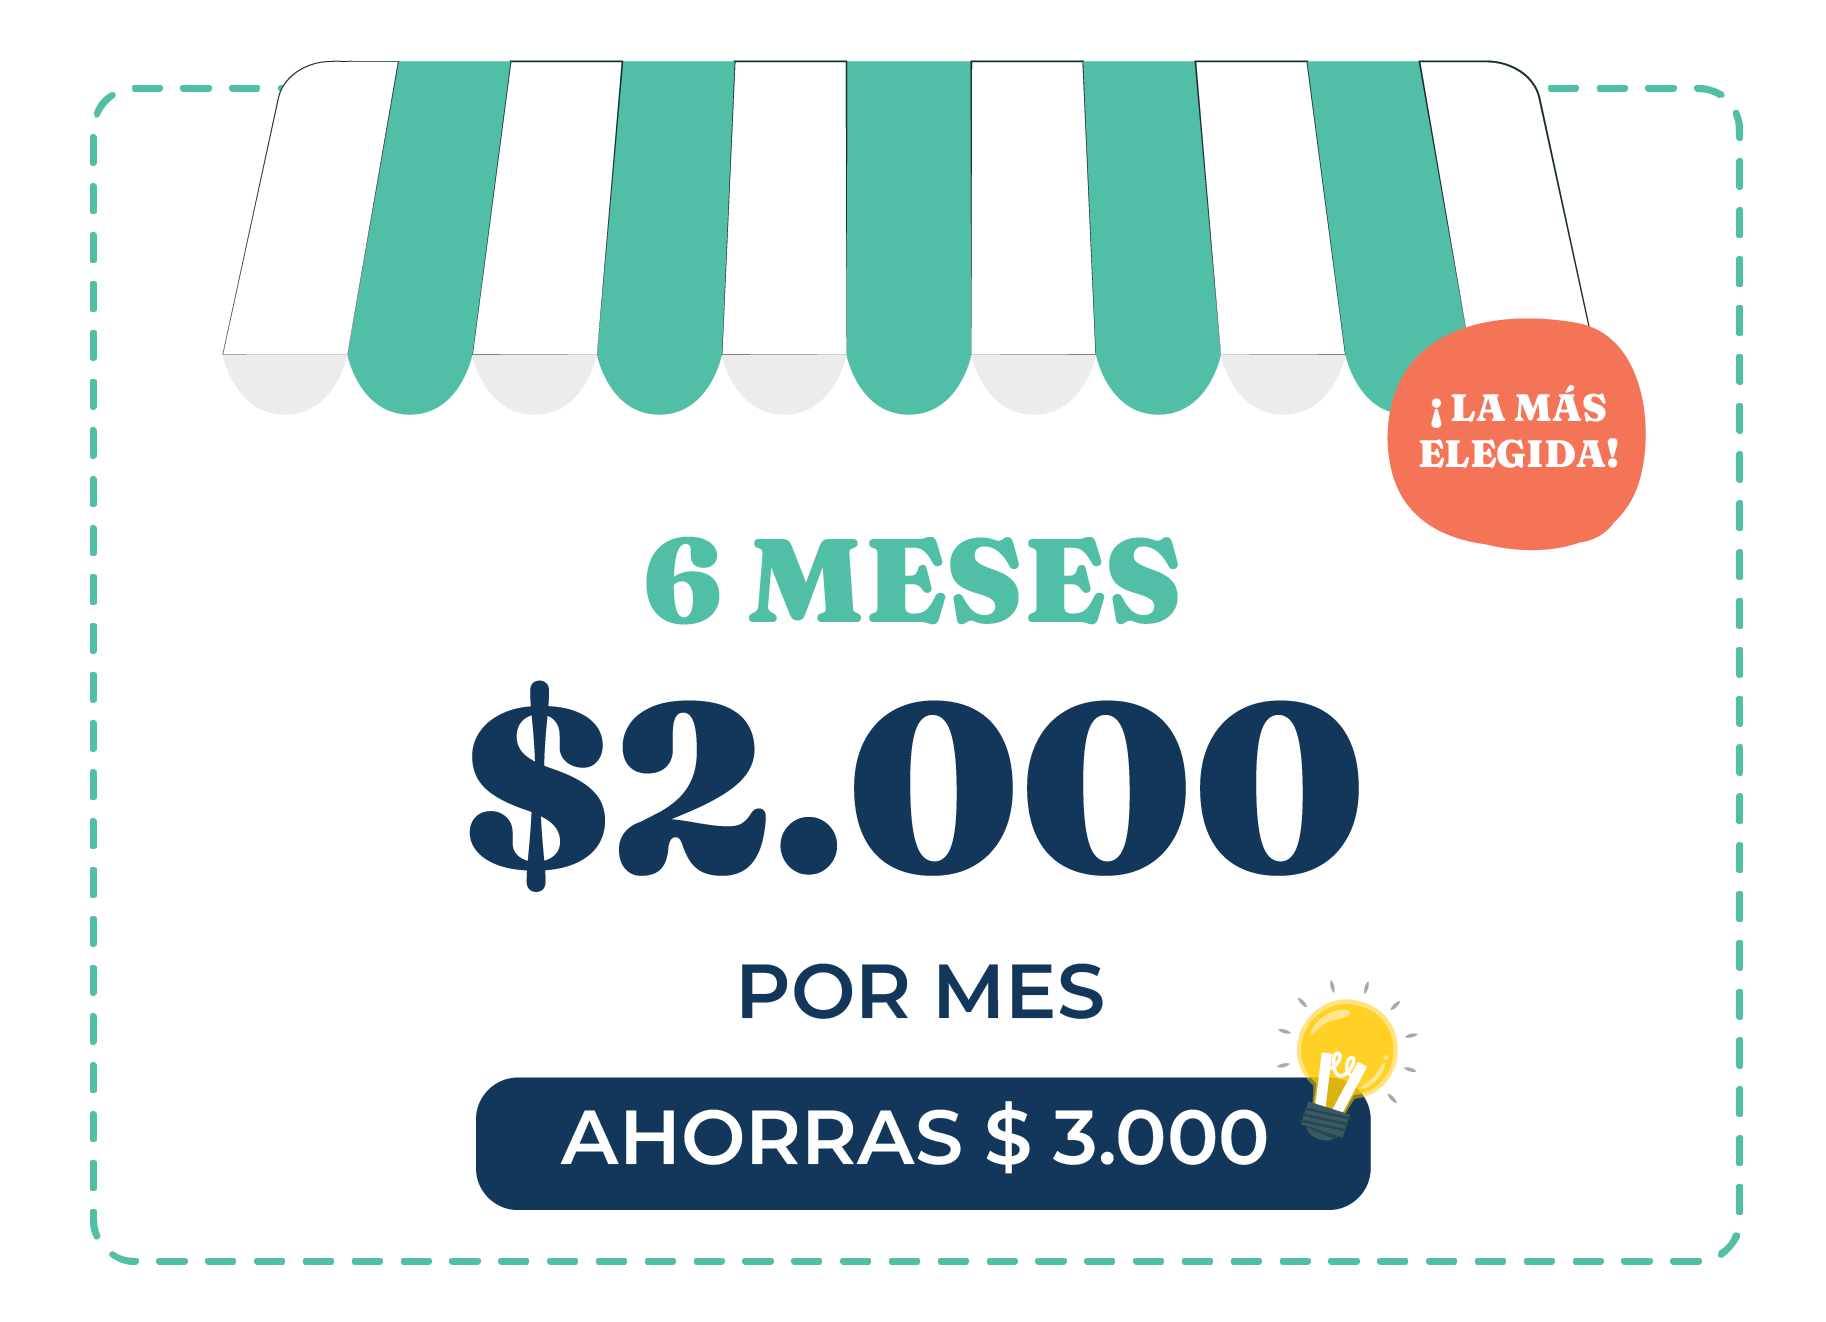 ¡LA MÁS
ELEGIDA!
6 MESES
$2.000
POR MES
AHORRAS $ 3.000